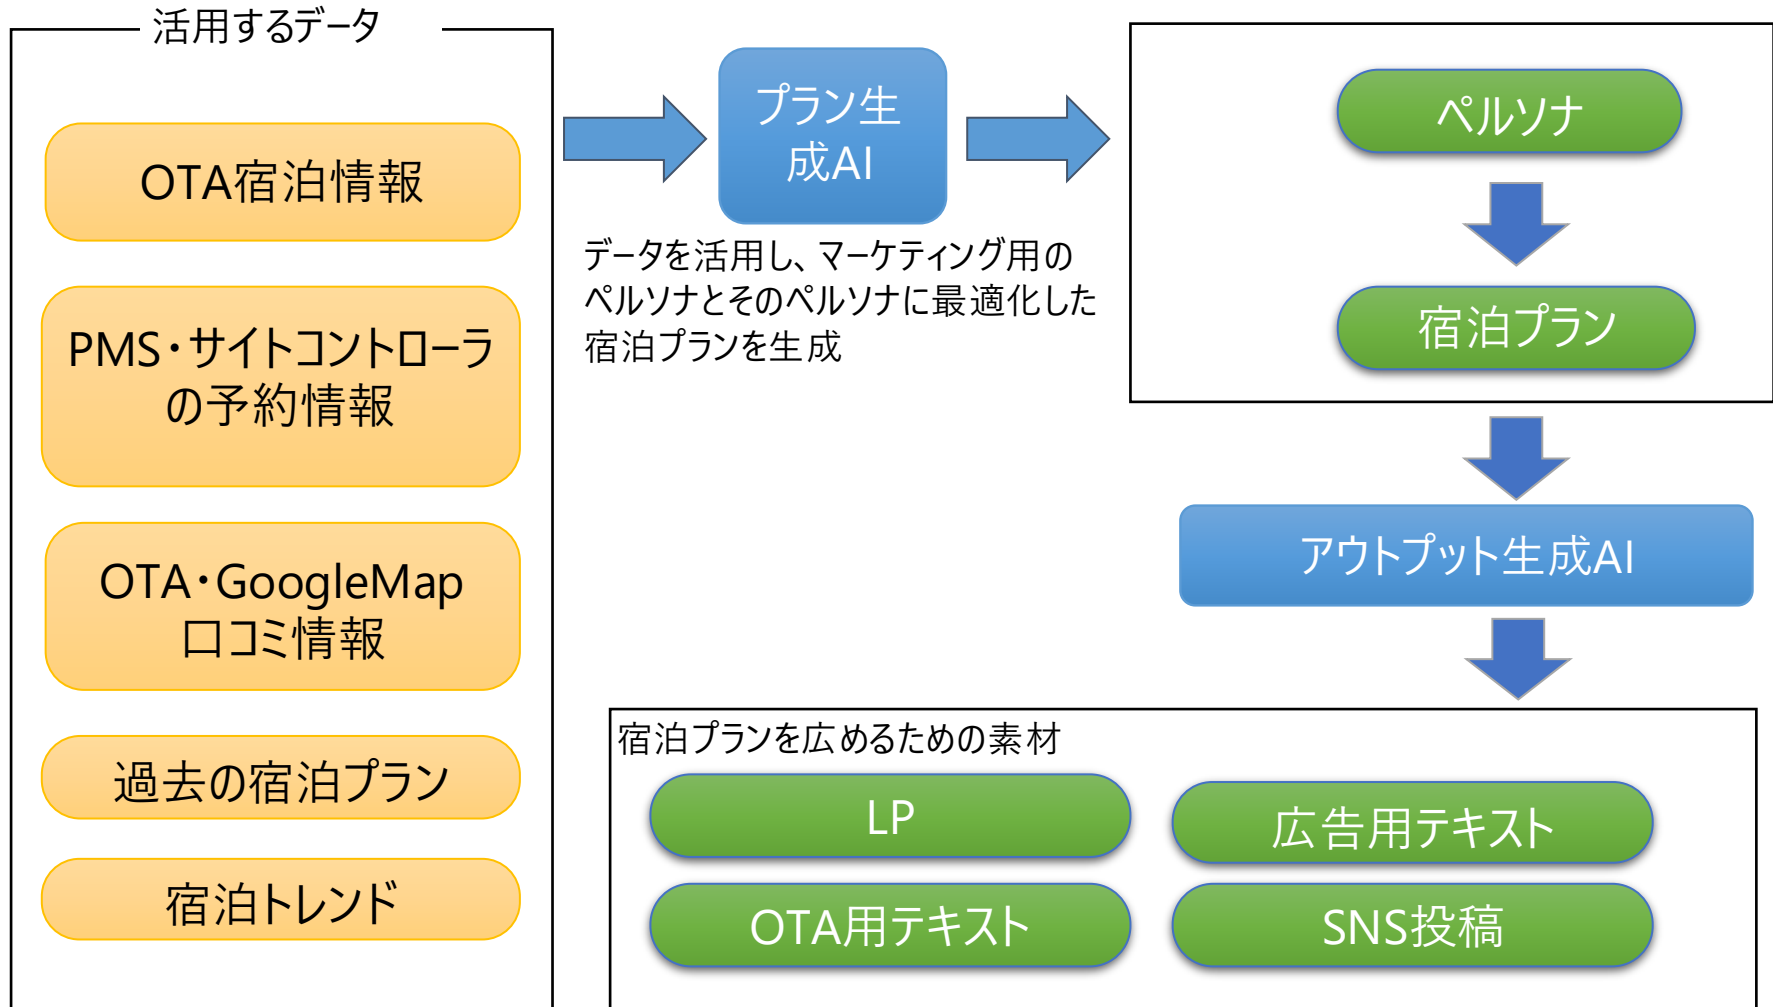 活用するデータ
OTA宿泊情報
PMS・サイトコントローラ
の予約情報
OTA・GoogleMap
口コミ情報
過去の宿泊プラン
宿泊トレンド
プラン生
成AI
データを活用し、マーケティング用の
ペルソナとそのペルソナに最適化した
宿泊プランを生成
ペルソナ
宿泊プラン
アウトプット生成AI
宿泊プランを広めるための素材
LP
広告用テキスト
OTA用テキスト
SNS投稿